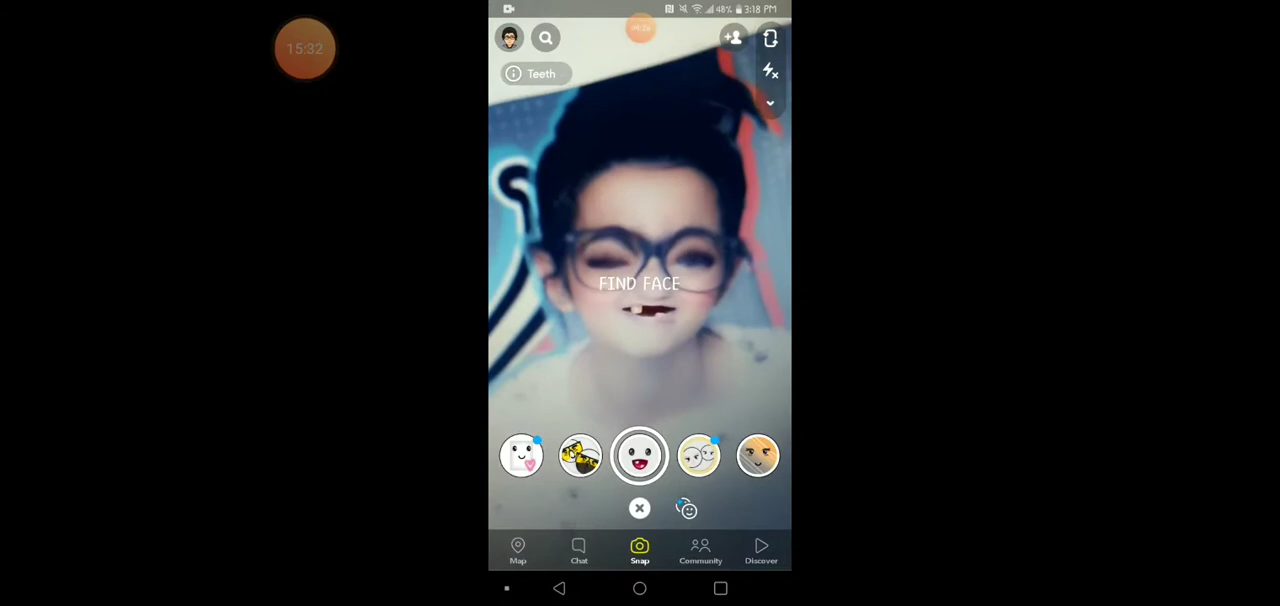 48% 3:18 PM
15:32
Teeth
FIND FACE
Map Chat Snap Community Discover